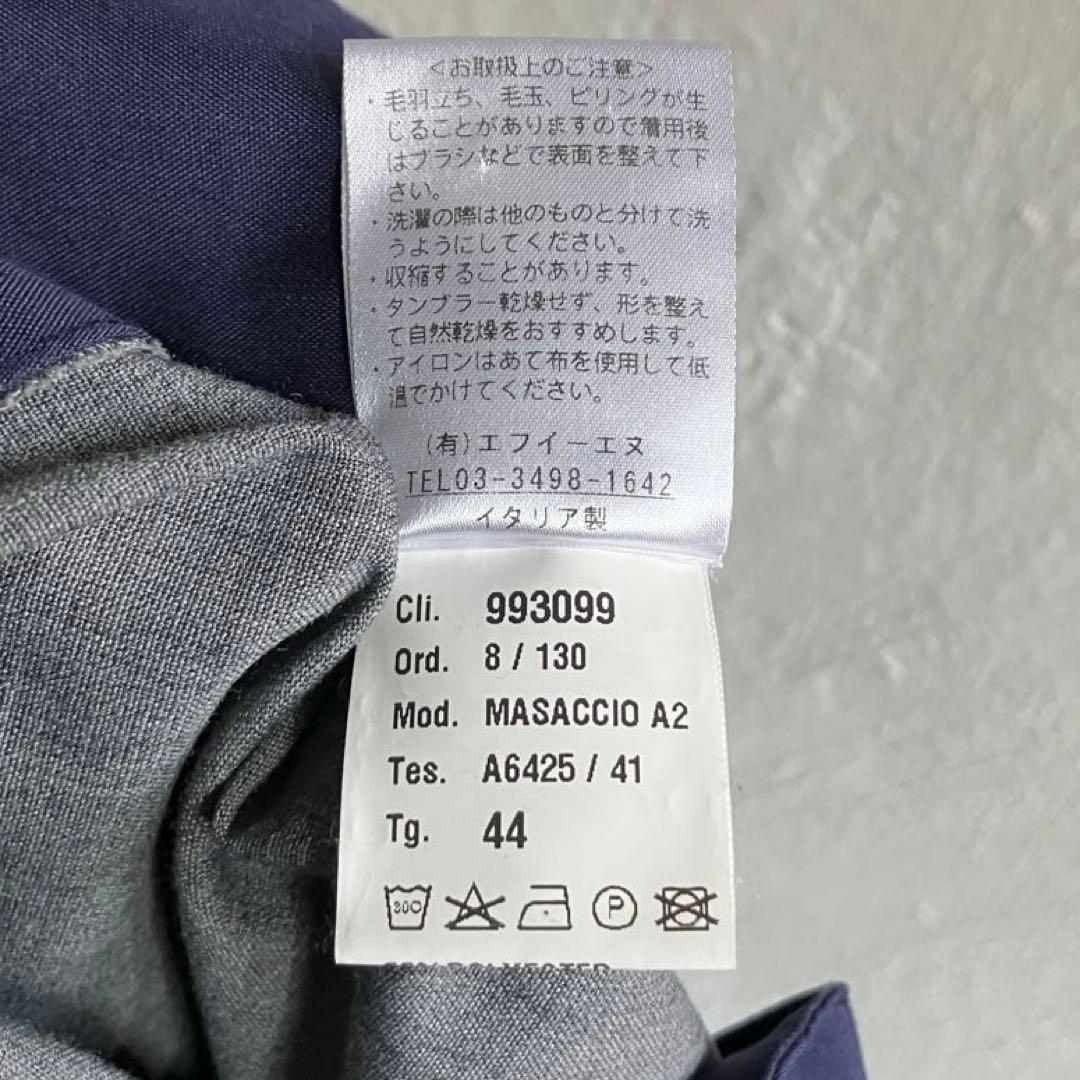 <お取扱上のご注意>
・毛羽立ち、毛玉、ピリングが生
じることがありますので着用後
はブラシなどで表面を整えて下
さい。
・洗濯の際は他のものと分けて洗
うようにしてください。
・収縮することがあります。
・タンブラー乾燥せず、形を整え
て自然乾燥をおすすめします。
・アイロンはあて布を使用して低
温でかけてください。
(有)エフイーエヌ
TEL03-3498-1642
イタリア製
Cli. 993099
Ord. 8 / 130
Mod. MASACCIO A2
Tes. A6425 / 41
Tg. 44
300 P
POLYESTER